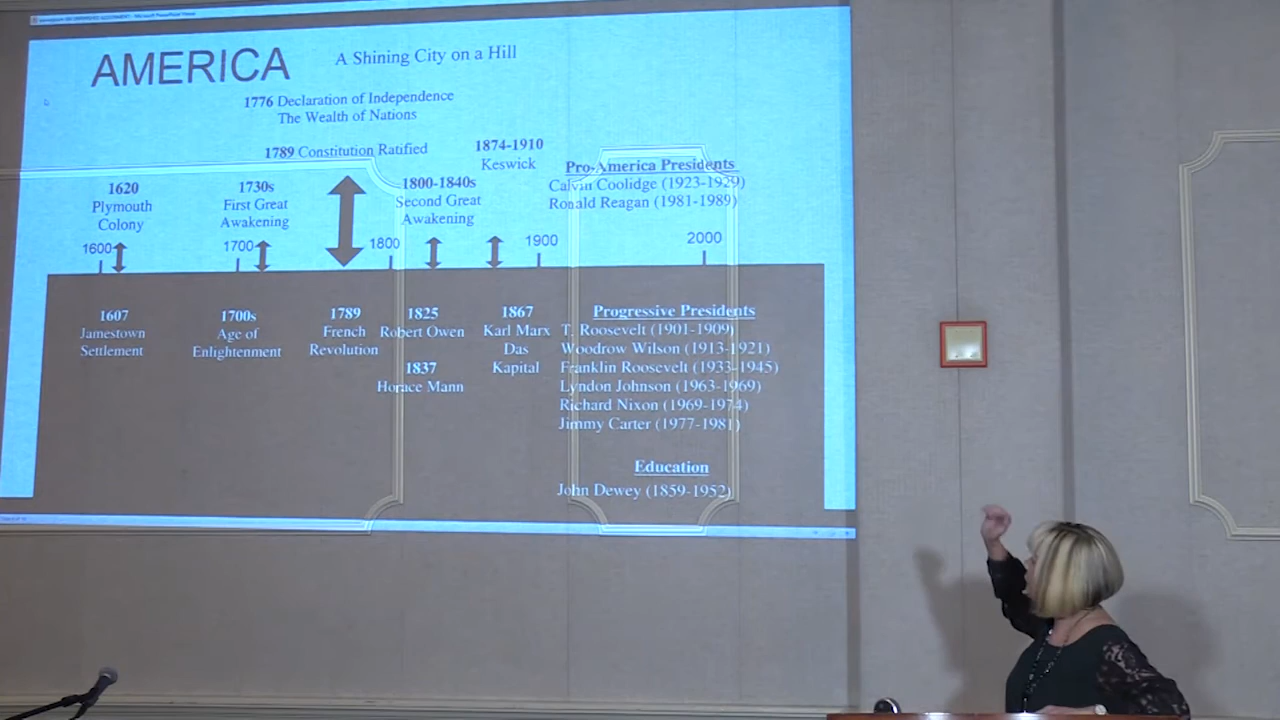 AMERICA
A Shining City on a Hill
1776 Declaration of Independence
The Wealth of Nations
1789 Constitution Ratified
1874-1910
Keswick
Pro-America Presidents
Calvin Coolidge (1923-1929)
Ronald Reagan (1981-1989)
1620
Plymouth
Colony
1730s
First Great
Awakening
1800-1840s
Second Great
Awakening
1600
1700
1800
1900
2000
1607
Jamestown
Settlement
1700s
Age of
Enlightenment
1789
French
Revolution
1825
Robert Owen
1837
Horace Mann
1867
Karl Marx
Das
Kapital
Progressive Presidents
T. Roosevelt (1901-1909)
Woodrow Wilson (1913-1921)
Franklin Roosevelt (1933-1945)
Lyndon Johnson (1963-1969)
Richard Nixon (1969-1974)
Jimmy Carter (1977-1981)
Education
John Dewey (1859-1952)